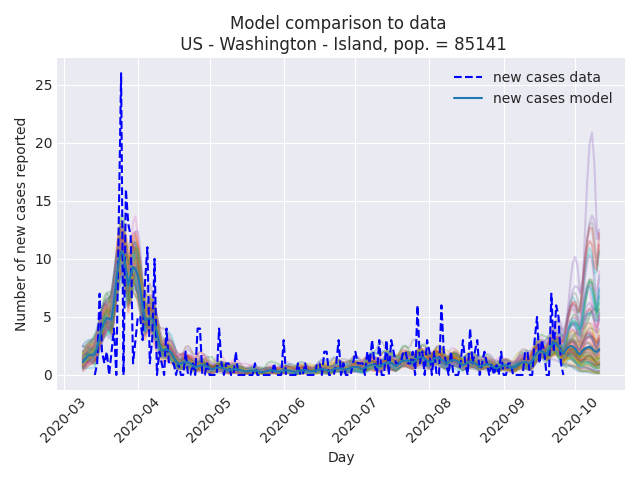 Model comparison to data
US - Washington - Island, pop. = 85141
new cases data
new cases model
Number of new cases reported
25
20
15
10
5
0
2020-03
2020-04
2020-05
2020-06
2020-07
2020-08
2020-09
2020-10
Day